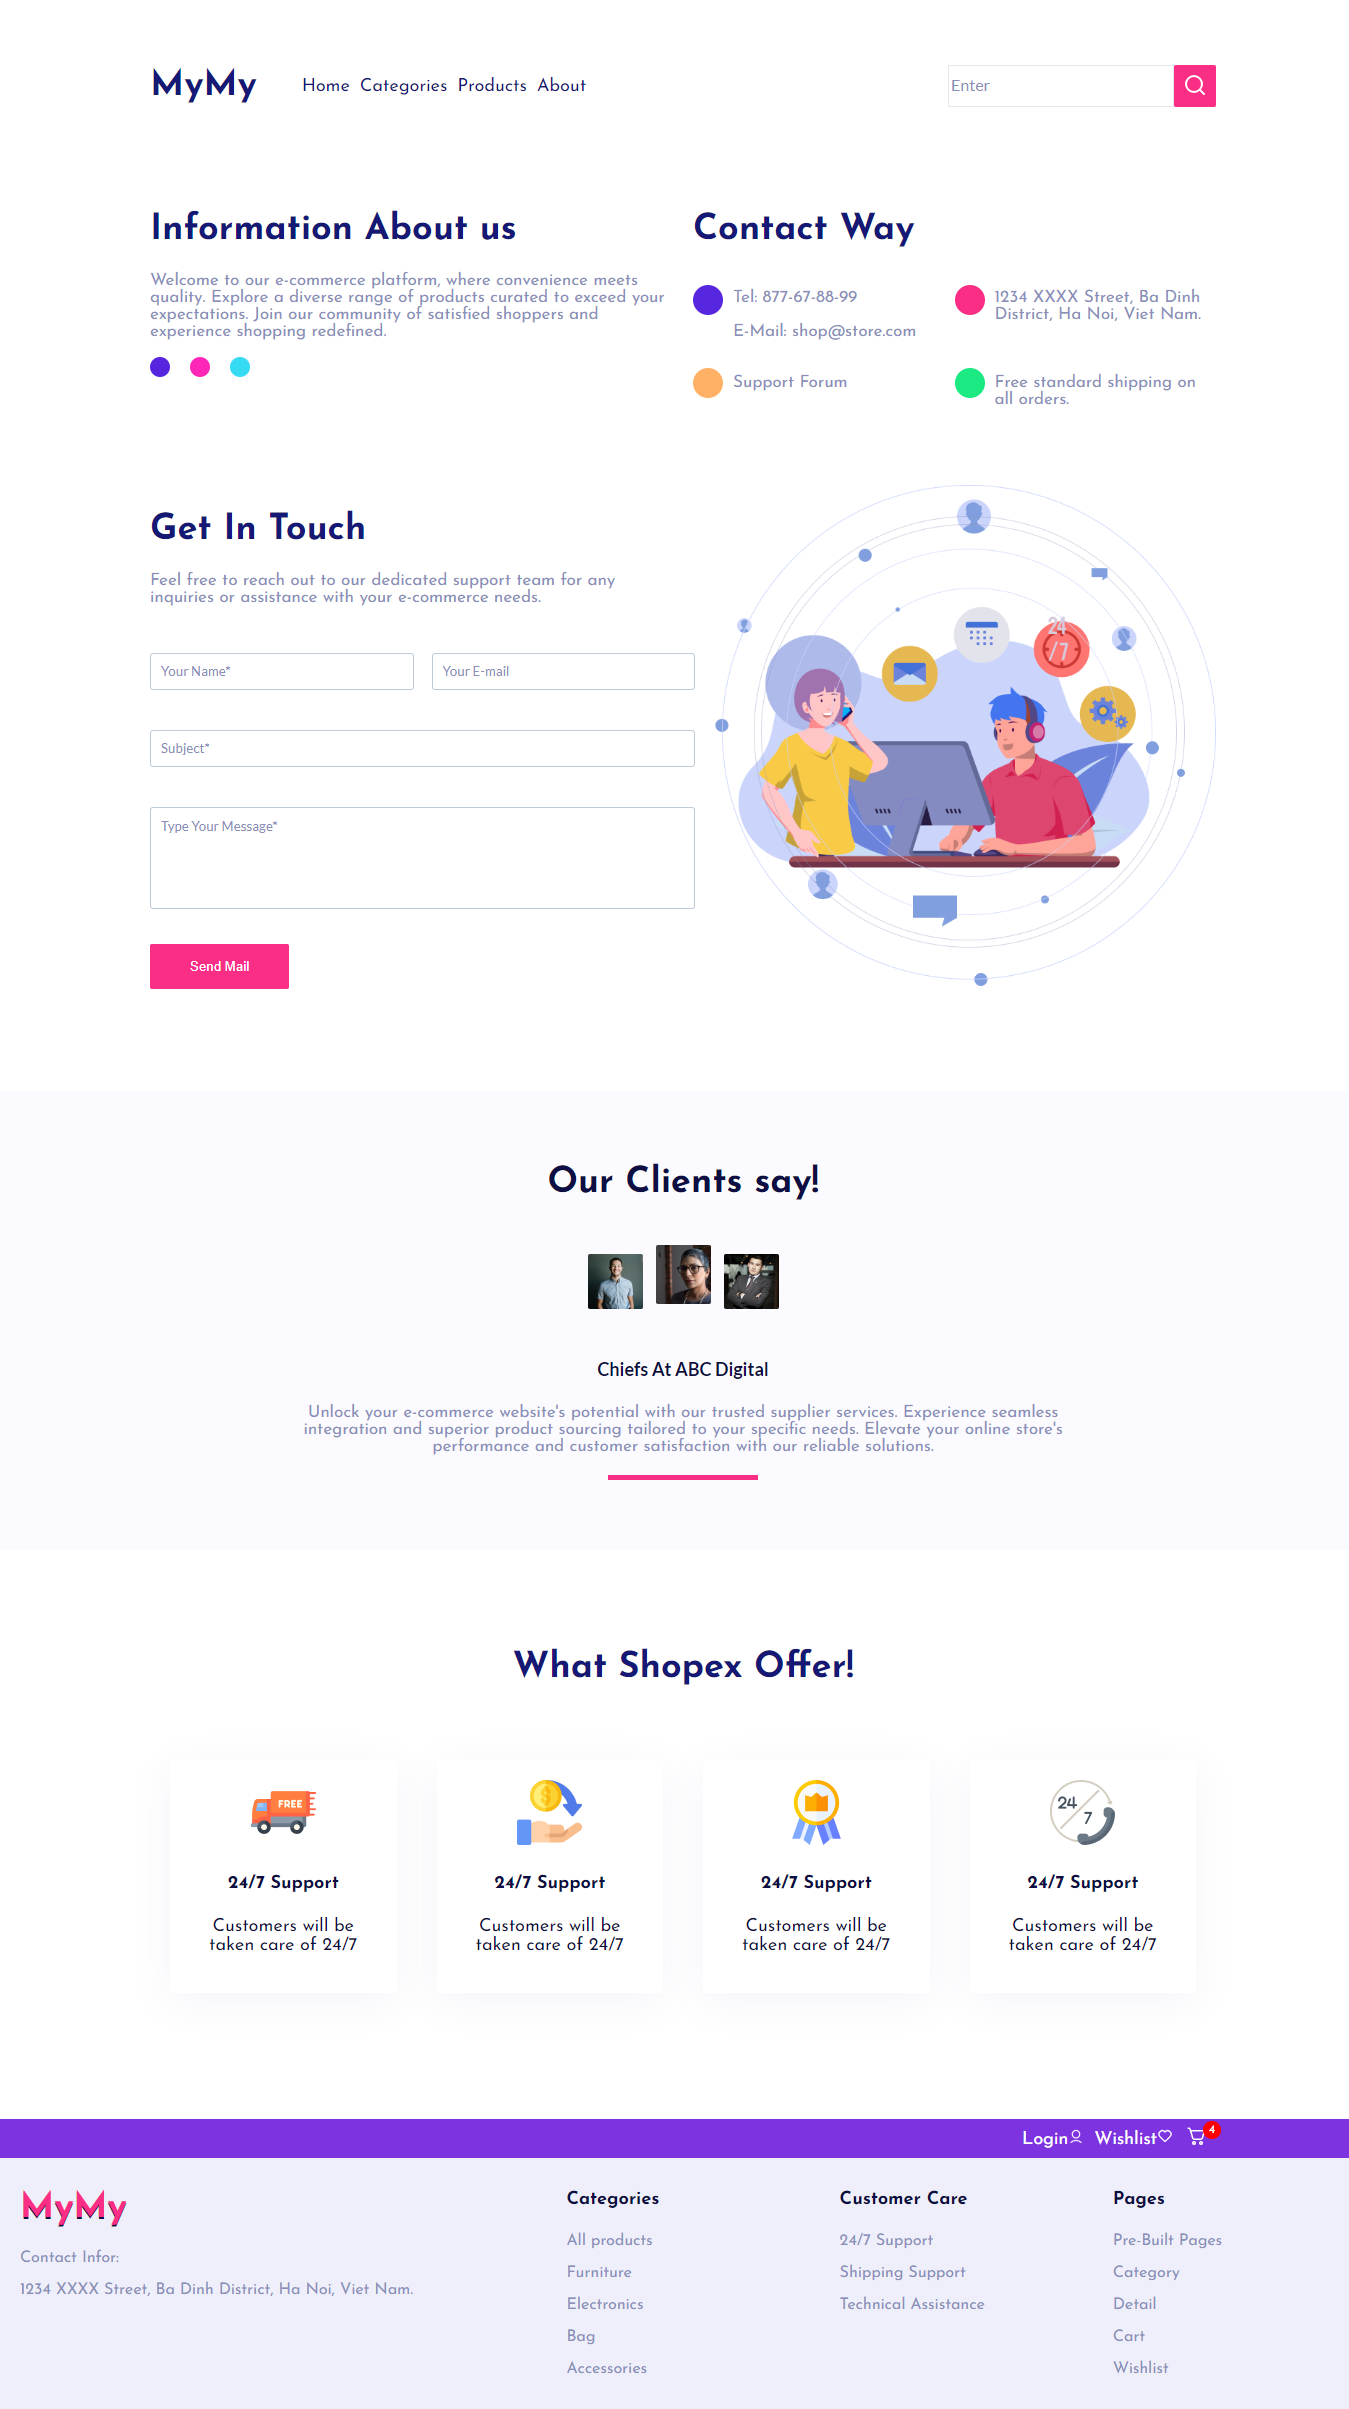 MyMy
Home Categories Products About
Enter
Information About us
Welcome to our e-commerce platform, where convenience meets
quality. Explore a diverse range of products curated to exceed your
expectations. Join our community of satisfied shoppers and
experience shopping redefined.
Contact Way
Tel: 877-67-88-99
E-Mail: shop@store.com
1234 XXXX Street, Ba Dinh
District, Ha Noi, Viet Nam.
Support Forum
Free standard shipping on
all orders.
Get In Touch
Feel free to reach out to our dedicated support team for any
inquiries or assistance with your e-commerce needs.
Your Name*
Your E-mail
Subject*
Type Your Message*
Send Mail
24
/7
Our Clients say!
Chiefs At ABC Digital
Unlock your e-commerce website's potential with our trusted supplier services. Experience seamless
integration and superior product sourcing tailored to your specific needs. Elevate your online store's
performance and customer satisfaction with our reliable solutions.
What Shopex Offer!
FREE
24/7 Support
Customers will be
taken care of 24/7
24/7 Support
Customers will be
taken care of 24/7
24/7 Support
Customers will be
taken care of 24/7
24
7
24/7 Support
Customers will be
taken care of 24/7
Login Wishlist 4
MyMy
Contact Infor:
1234 XXXX Street, Ba Dinh District, Ha Noi, Viet Nam.
Categories
All products
Furniture
Electronics
Bag
Accessories
Customer Care
24/7 Support
Shipping Support
Technical Assistance
Pages
Pre-Built Pages
Category
Detail
Cart
Wishlist